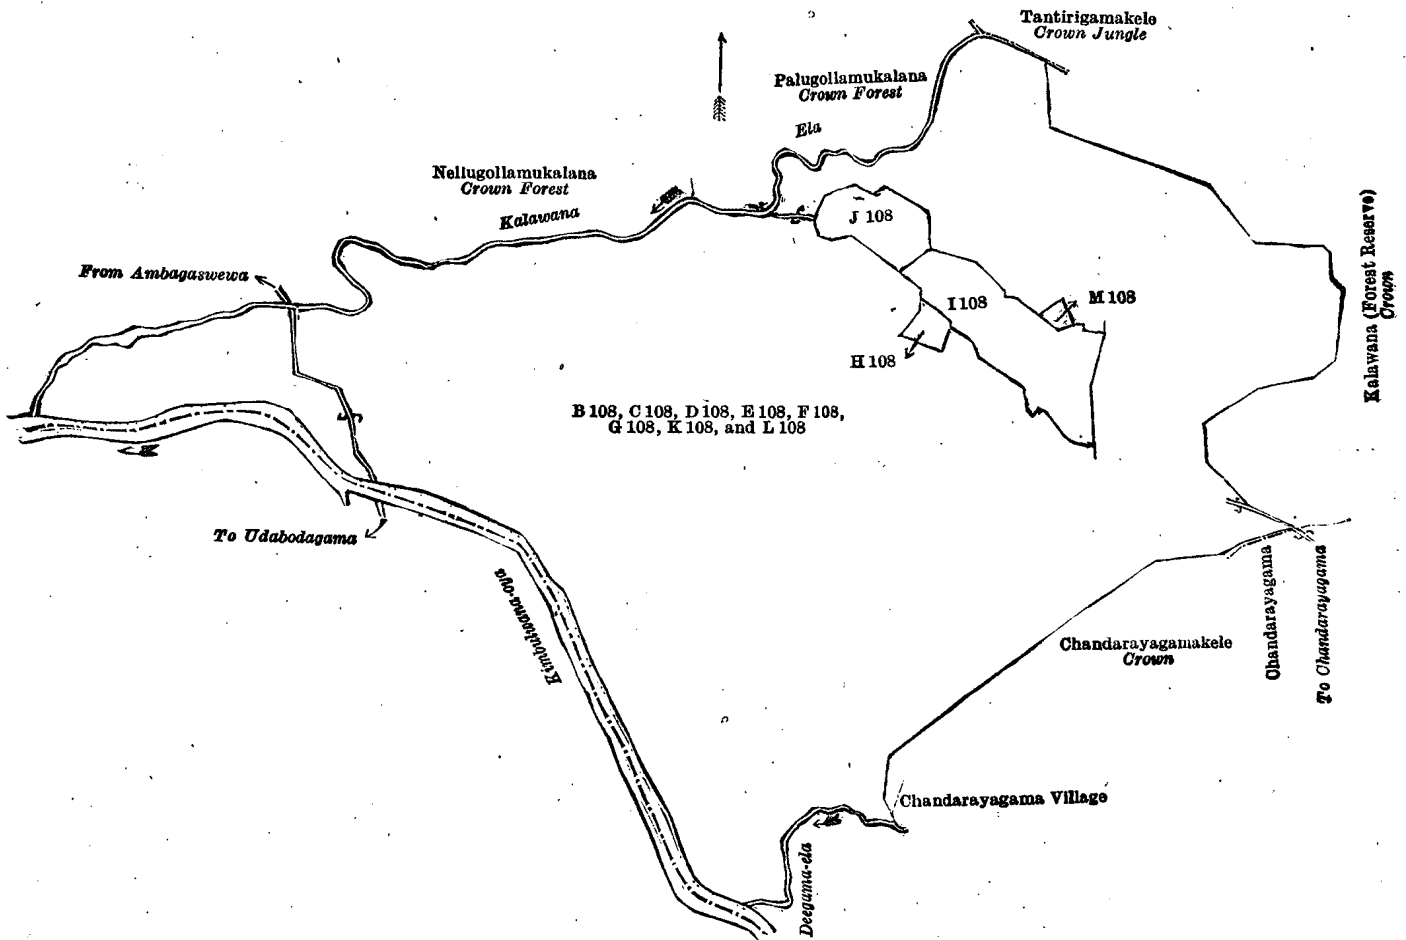 Tantirigamakele
Crown Jungle
Palugollamukalana
Crown Forest
Ela
Nellugollamukalana
Crown Forest
Kalawana
From Ambagaswewa
J 108
I 108
M 108
H 108
Kalawana (Forest Reserve)
Crown
B 108, C 108, D 108, E 108, F 108,
G 108, K 108, and L 108
To Udabodagama
Kimbulwana-oya
Chandarayagama
To Chandarayagama
Chandarayagamakele
Crown
Chandarayagama Village
Deegama-ela